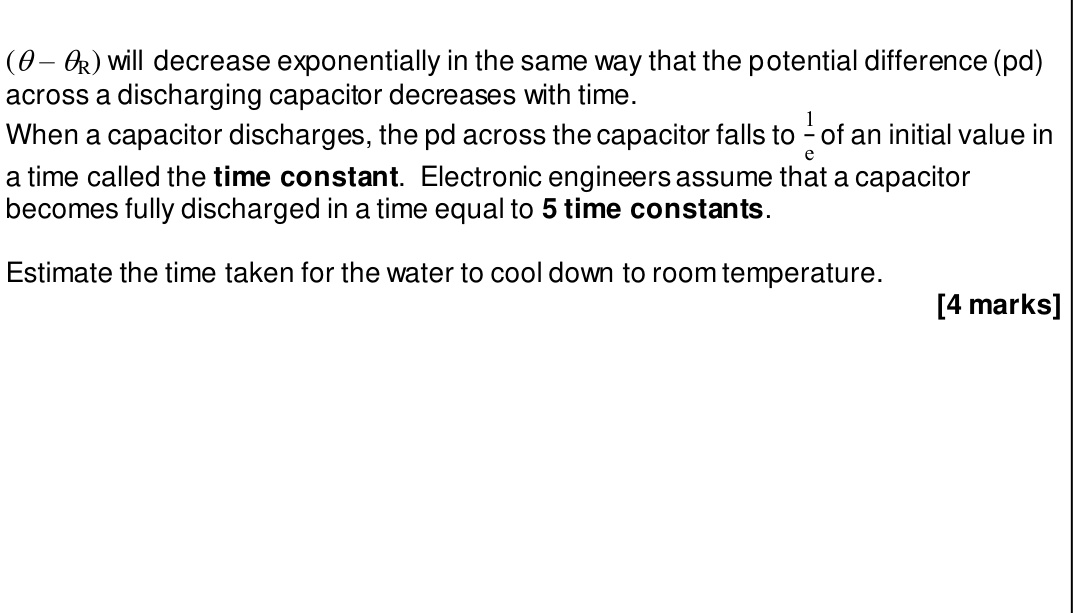 (θ − θR) will decrease exponentially in the same way that the potential difference (pd)
across a discharging capacitor decreases with time.
When a capacitor discharges, the pd across the capacitor falls to 1/e of an initial value in
a time called the time constant. Electronic engineers assume that a capacitor
becomes fully discharged in a time equal to 5 time constants.
Estimate the time taken for the water to cool down to room temperature.
[4 marks]